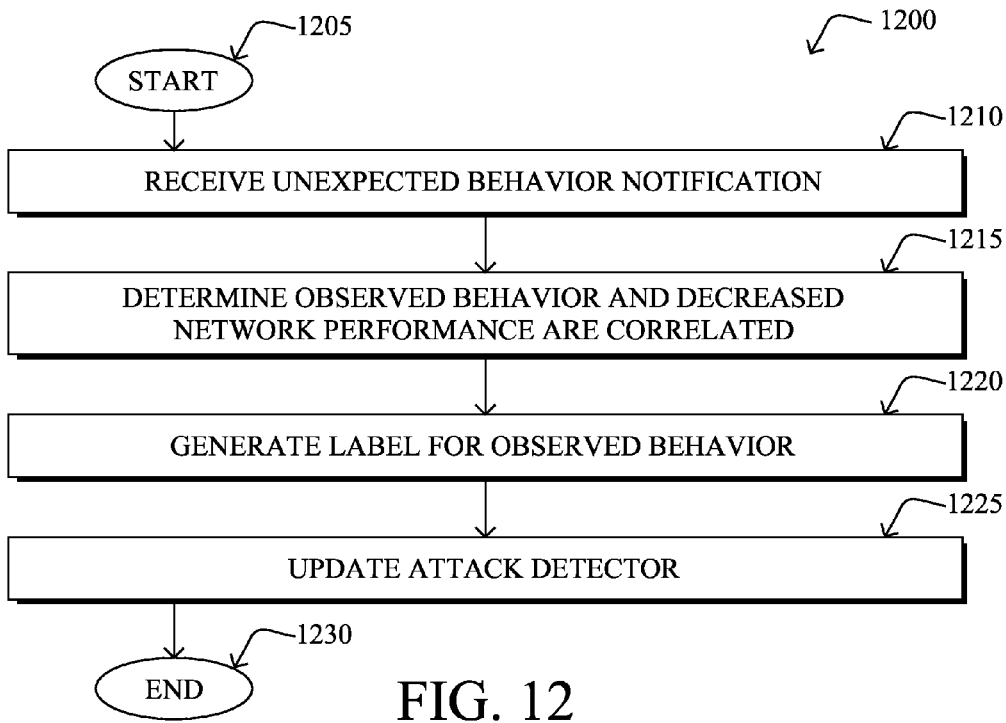 1205
1200
START
1210
RECEIVE UNEXPECTED BEHAVIOR NOTIFICATION
1215
DETERMINE OBSERVED BEHAVIOR AND DECREASED
NETWORK PERFORMANCE ARE CORRELATED
1220
GENERATE LABEL FOR OBSERVED BEHAVIOR
1225
UPDATE ATTACK DETECTOR
1230
END
FIG. 12